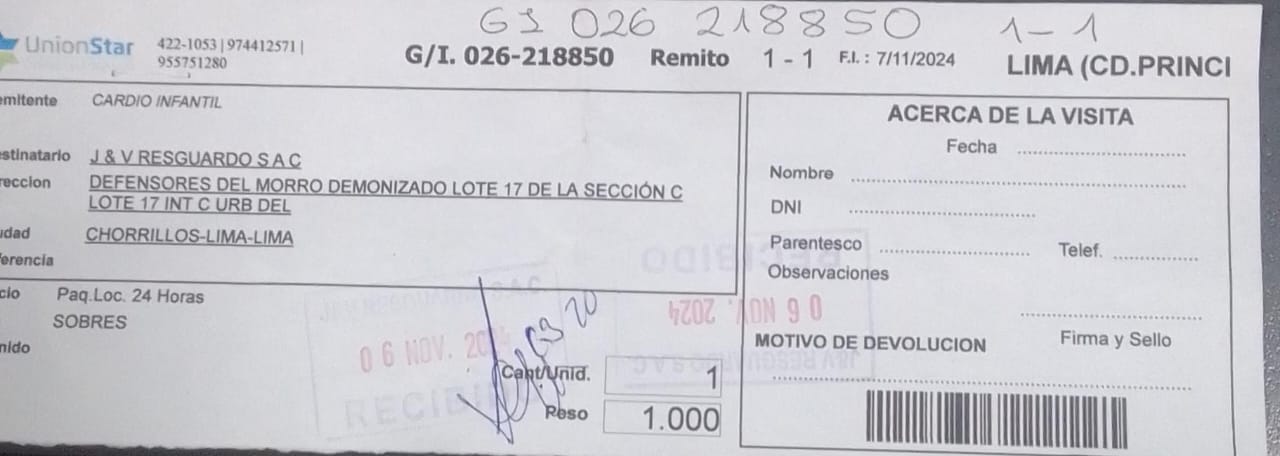 GI 026 218850 1-1
UnionStar 422-1053 | 974412571 |
955751280
G/I. 026-218850 Remito 1 - 1 F.I.: 7/11/2024 LIMA (CD.PRINCI
emitente CARDIO INFANTIL
stinatario J & V RESGUARDO S A C
reccion DEFENSORES DEL MORRO DEMONIZADO LOTE 17 DE LA SECCIÓN C
LOTE 17 INT C URB DEL
udad CHORRILLOS-LIMA-LIMA
ferencia
cio Paq.Loc. 24 Horas
SOBRES
nido
06 NOV. 2024
RECIBIDO
Cant/Unid. 1
Peso 1.000
ACERCA DE LA VISITA
Fecha
Nombre
DNI
Parentesco Telef.
Observaciones
RECIBIDO
06 NOV. 2024
J&V RESGUARDO SAC
Firma y Sello
MOTIVO DE DEVOLUCION